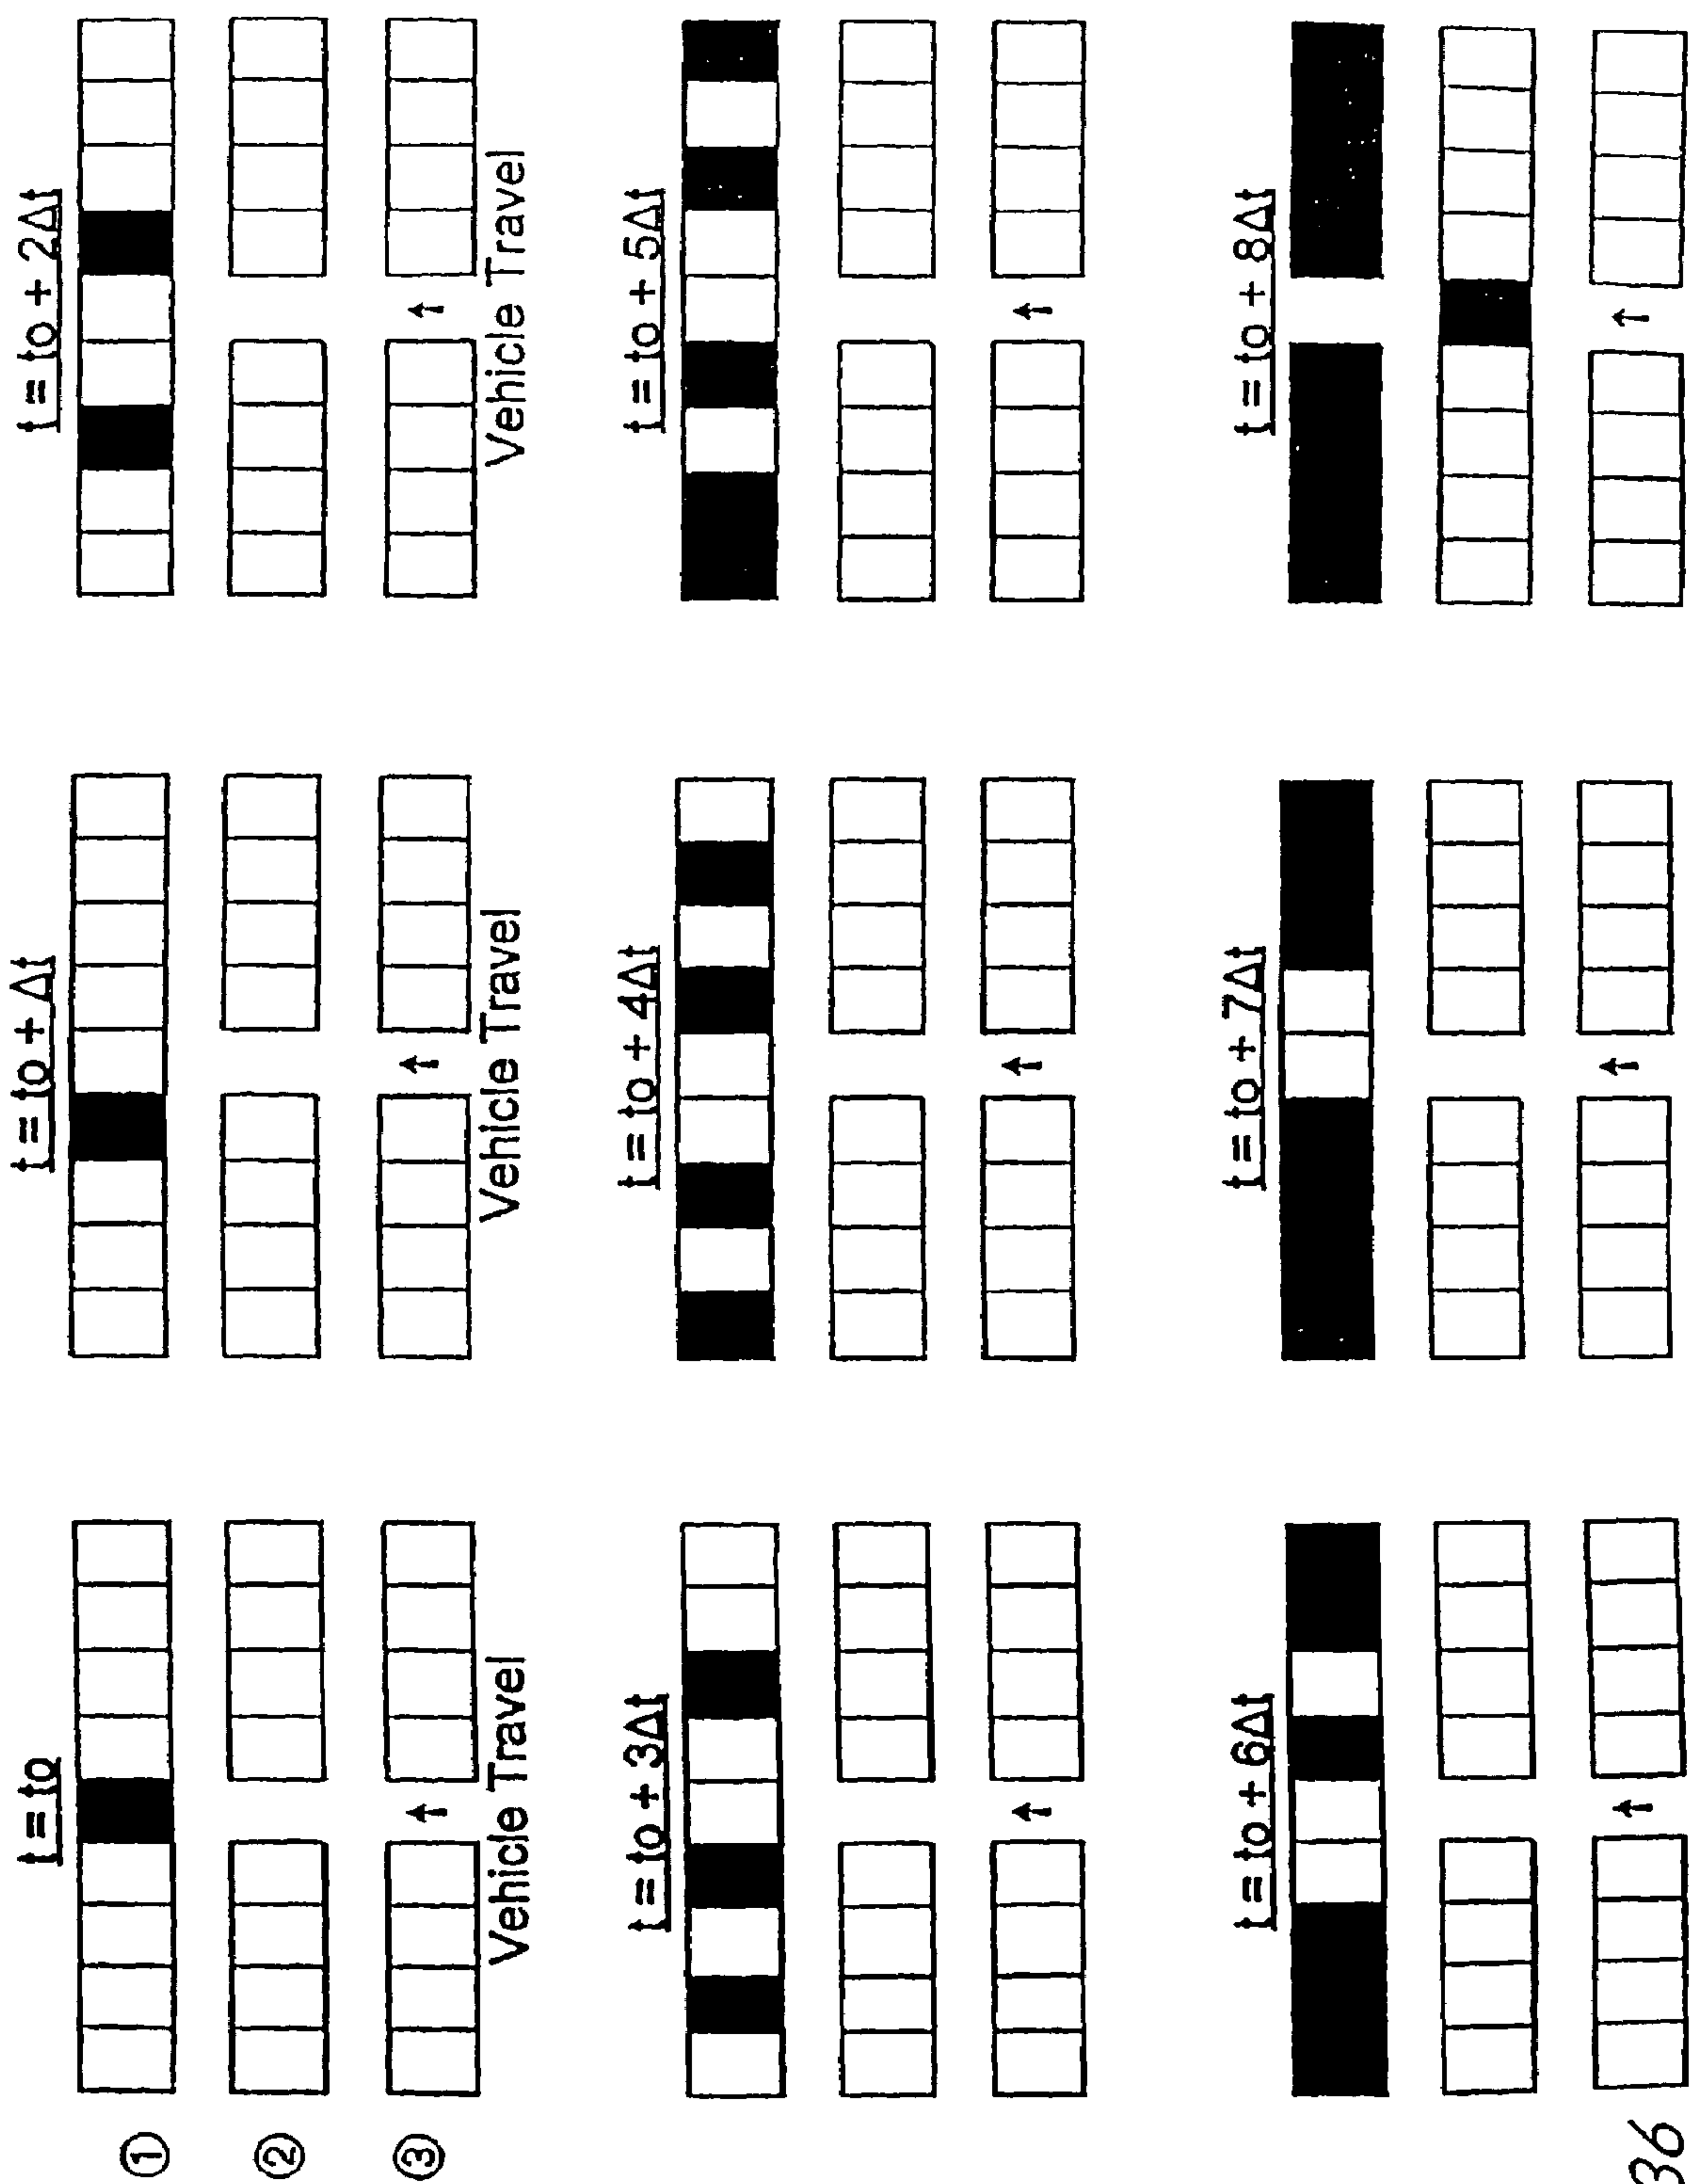 t = to
t = to + Δt
t = to + 2Δt
①
②
③
Vehicle Travel
Vehicle Travel
Vehicle Travel
t = to + 3Δt
t = to + 4Δt
t = to + 5Δt
t = to + 6Δt
t = to + 7Δt
t = to + 8Δt
36